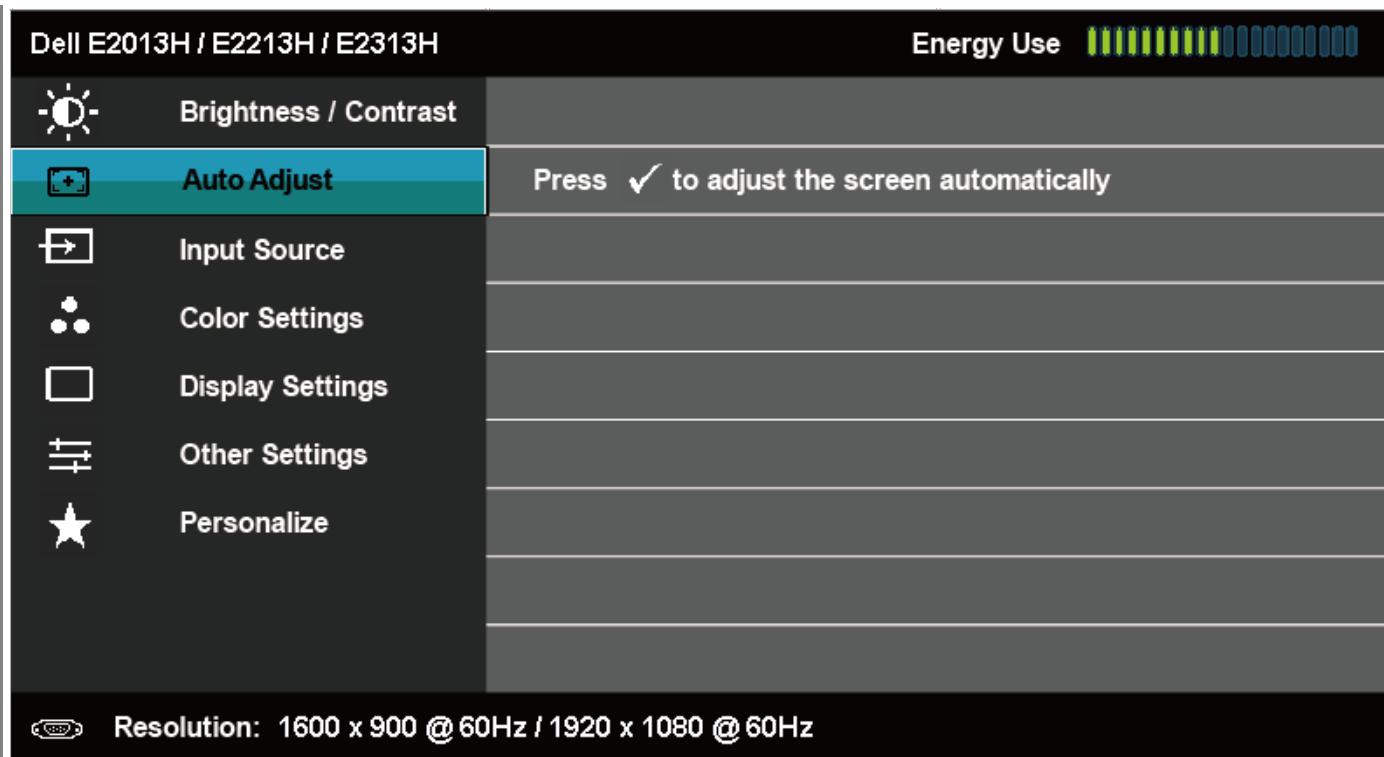 Dell E2013H / E2213H / E2313H
Energy Use
Brightness / Contrast
Auto Adjust
Press ✓ to adjust the screen automatically
Input Source
Color Settings
Display Settings
Other Settings
Personalize
Resolution: 1600 x 900 @ 60Hz / 1920 x 1080 @ 60Hz